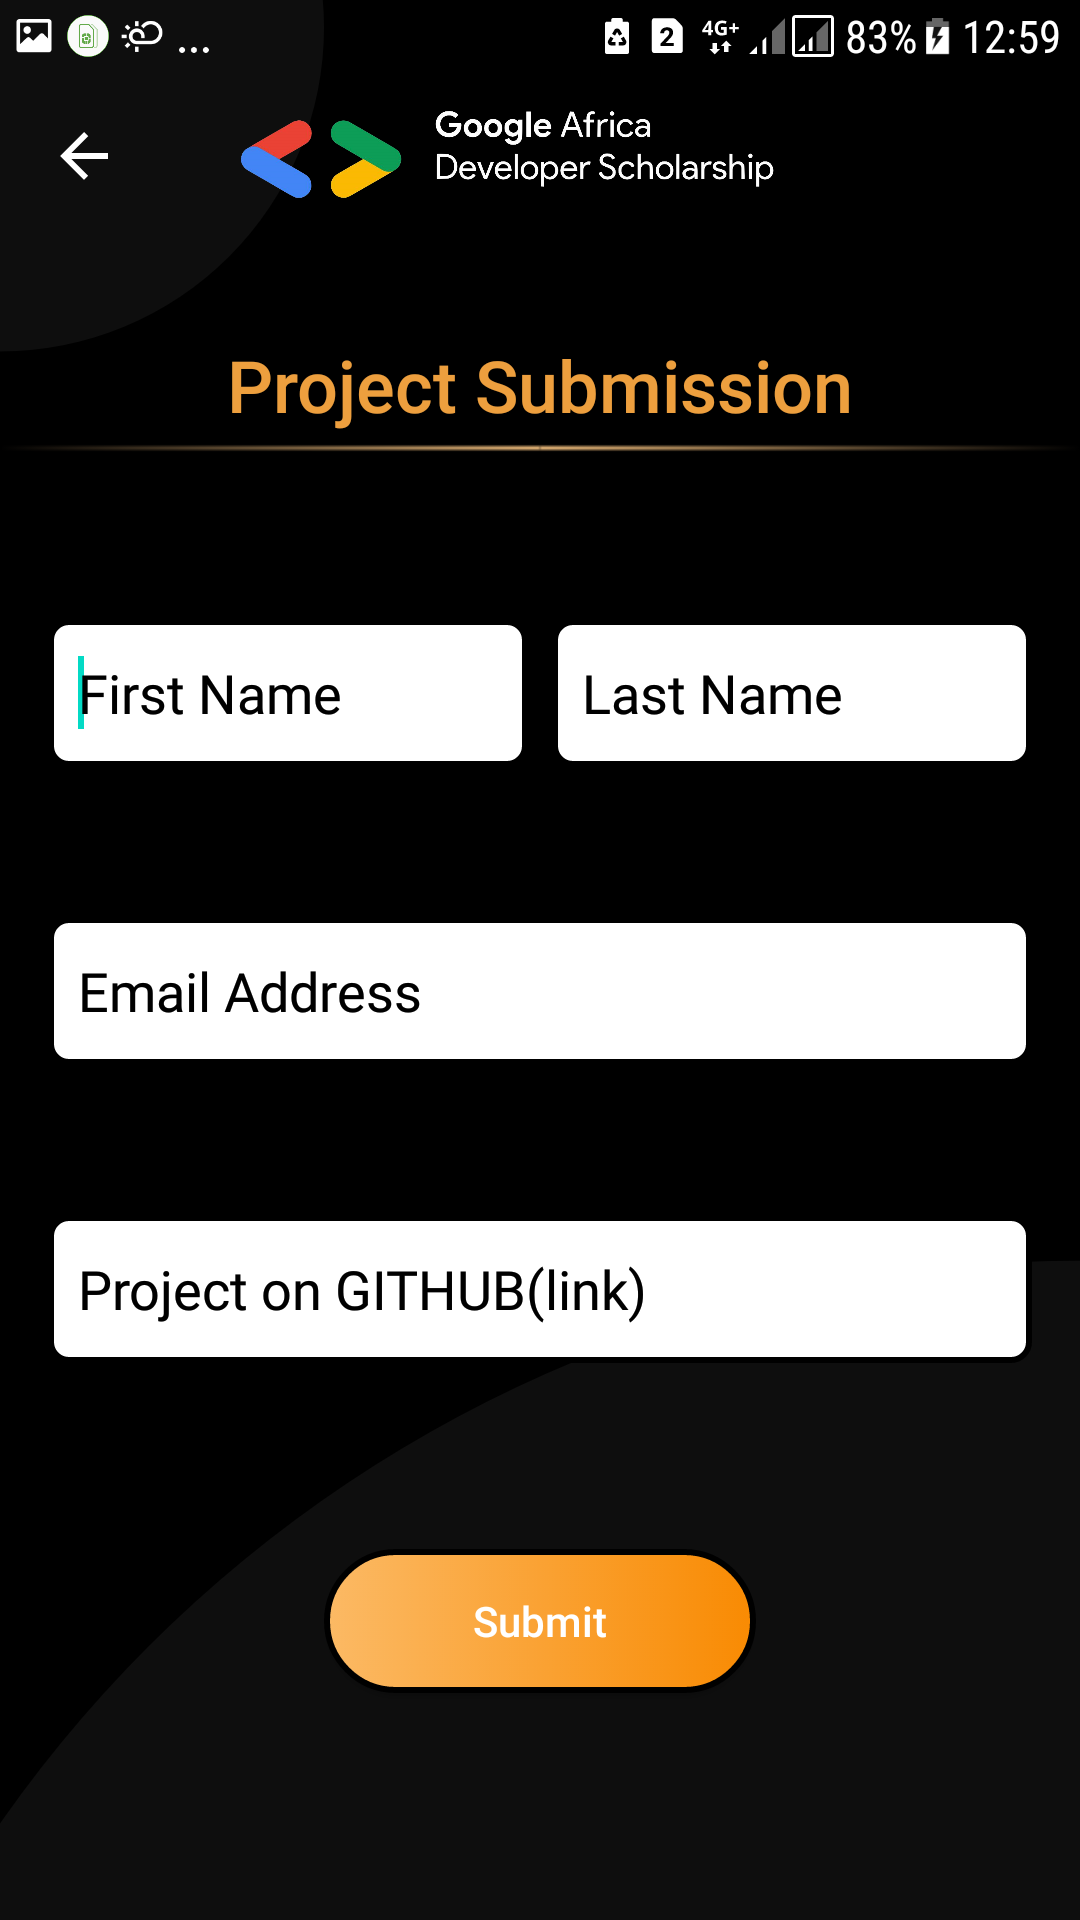 ... 2 4G+ 83% 12:59
Google Africa
Developer Scholarship
Project Submission
First Name Last Name
Email Address
Project on GITHUB(link)
Submit